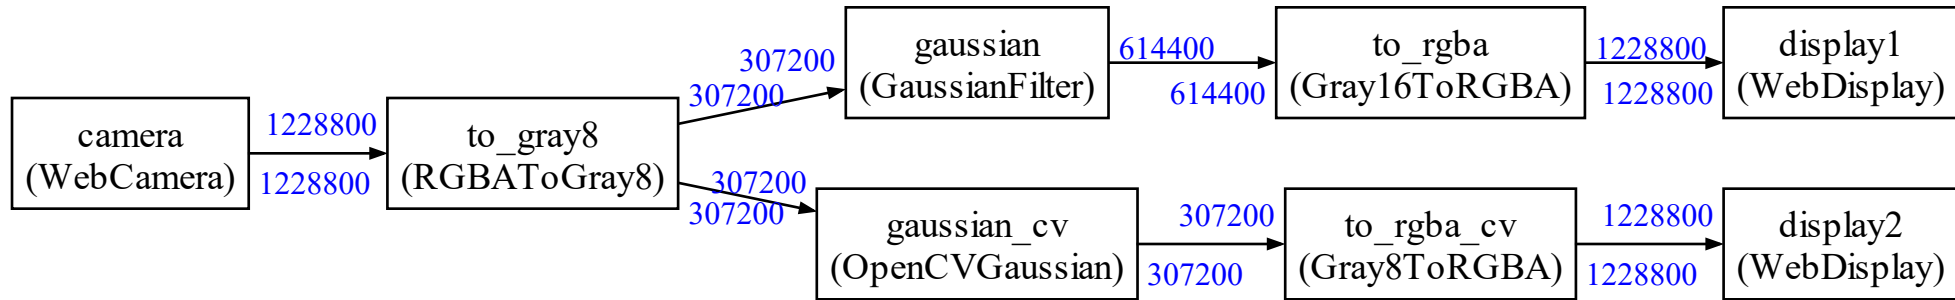 camera
(WebCamera)
1228800
1228800
to_gray8
(RGBAToGray8)
307200
307200
gaussian
(GaussianFilter)
614400
614400
to_rgba
(Gray16ToRGBA)
1228800
1228800
display1
(WebDisplay)
307200
307200
gaussian_cv
(OpenCVGaussian)
307200
307200
to_rgba_cv
(Gray8ToRGBA)
1228800
1228800
display2
(WebDisplay)